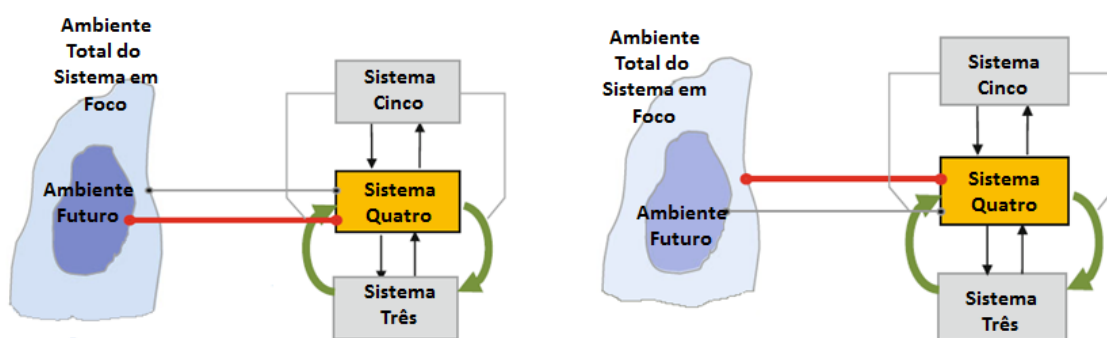 Ambiente
Total do
Sistema em
Foco
Sistema
Cinco
Ambiente
Futuro
Sistema
Quatro
Sistema
Três
Ambiente
Total do
Sistema em
Foco
Sistema
Cinco
Ambiente
Futuro
Sistema
Quatro
Sistema
Três